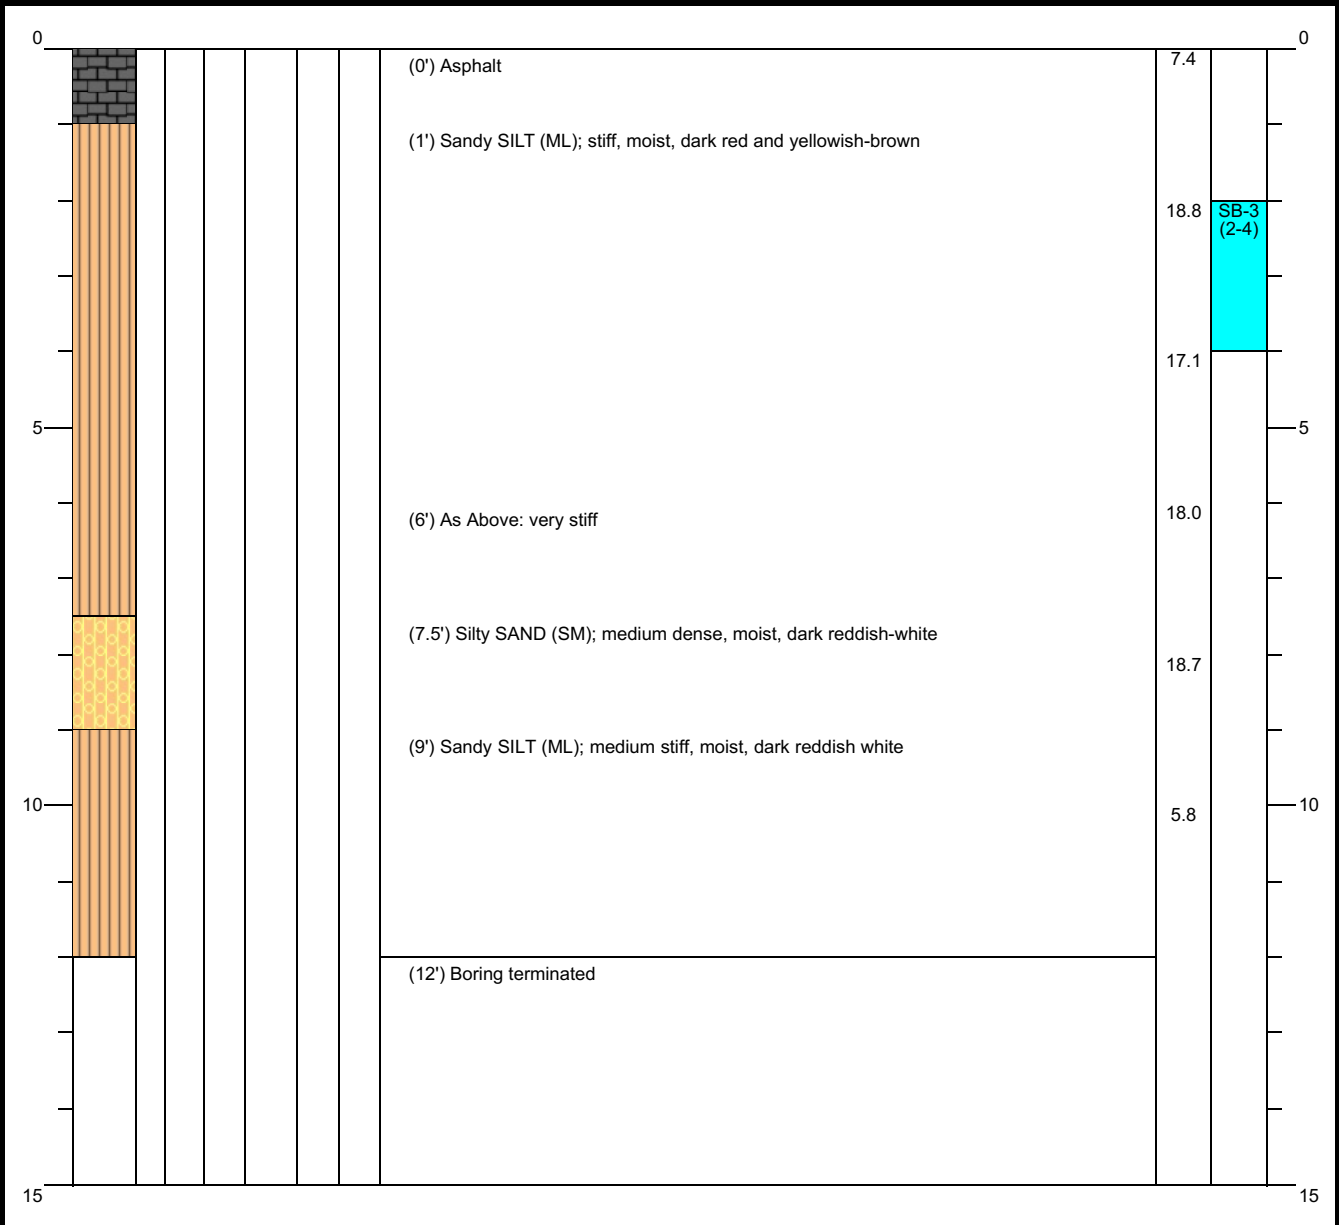 0 0
(0') Asphalt 7.4
(1') Sandy SILT (ML); stiff, moist, dark red and yellowish-brown
18.8 SB-3
(2-4)
17.1
5 5
(6') As Above: very stiff 18.0
(7.5') Silty SAND (SM); medium dense, moist, dark reddish-white
18.7
(9') Sandy SILT (ML); medium stiff, moist, dark reddish white
10 10
5.8
(12') Boring terminated
15 15